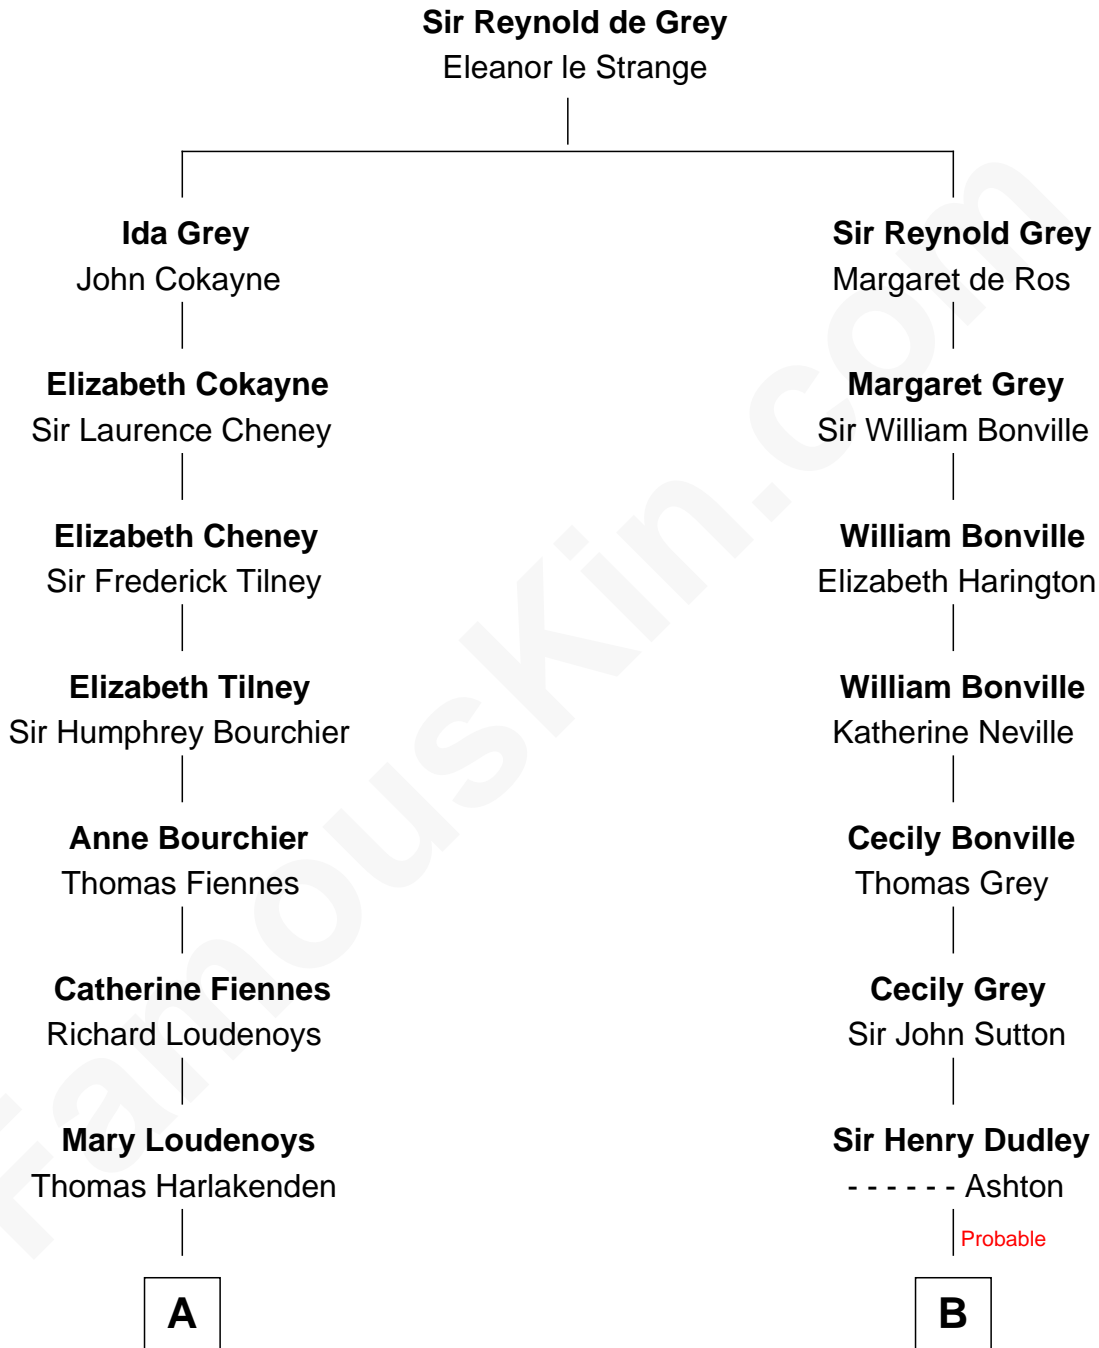 Sir Reynold de Grey
Eleanor le Strange
Ida Grey
John Cokayne
Sir Reynold Grey
Margaret de Ros
Elizabeth Cokayne
Sir Laurence Cheney
Margaret Grey
Sir William Bonville
Elizabeth Cheney
Sir Frederick Tilney
William Bonville
Elizabeth Harington
Elizabeth Tilney
Sir Humphrey Bourchier
William Bonville
Katherine Neville
Anne Bourchier
Thomas Fiennes
Cecily Bonville
Thomas Grey
Catherine Fiennes
Richard Loudenoys
Cecily Grey
Sir John Sutton
Mary Loudenoys
Thomas Harlakenden
Sir Henry Dudley
- - - - - - Ashton
Probable
A
B
FamousKin.com